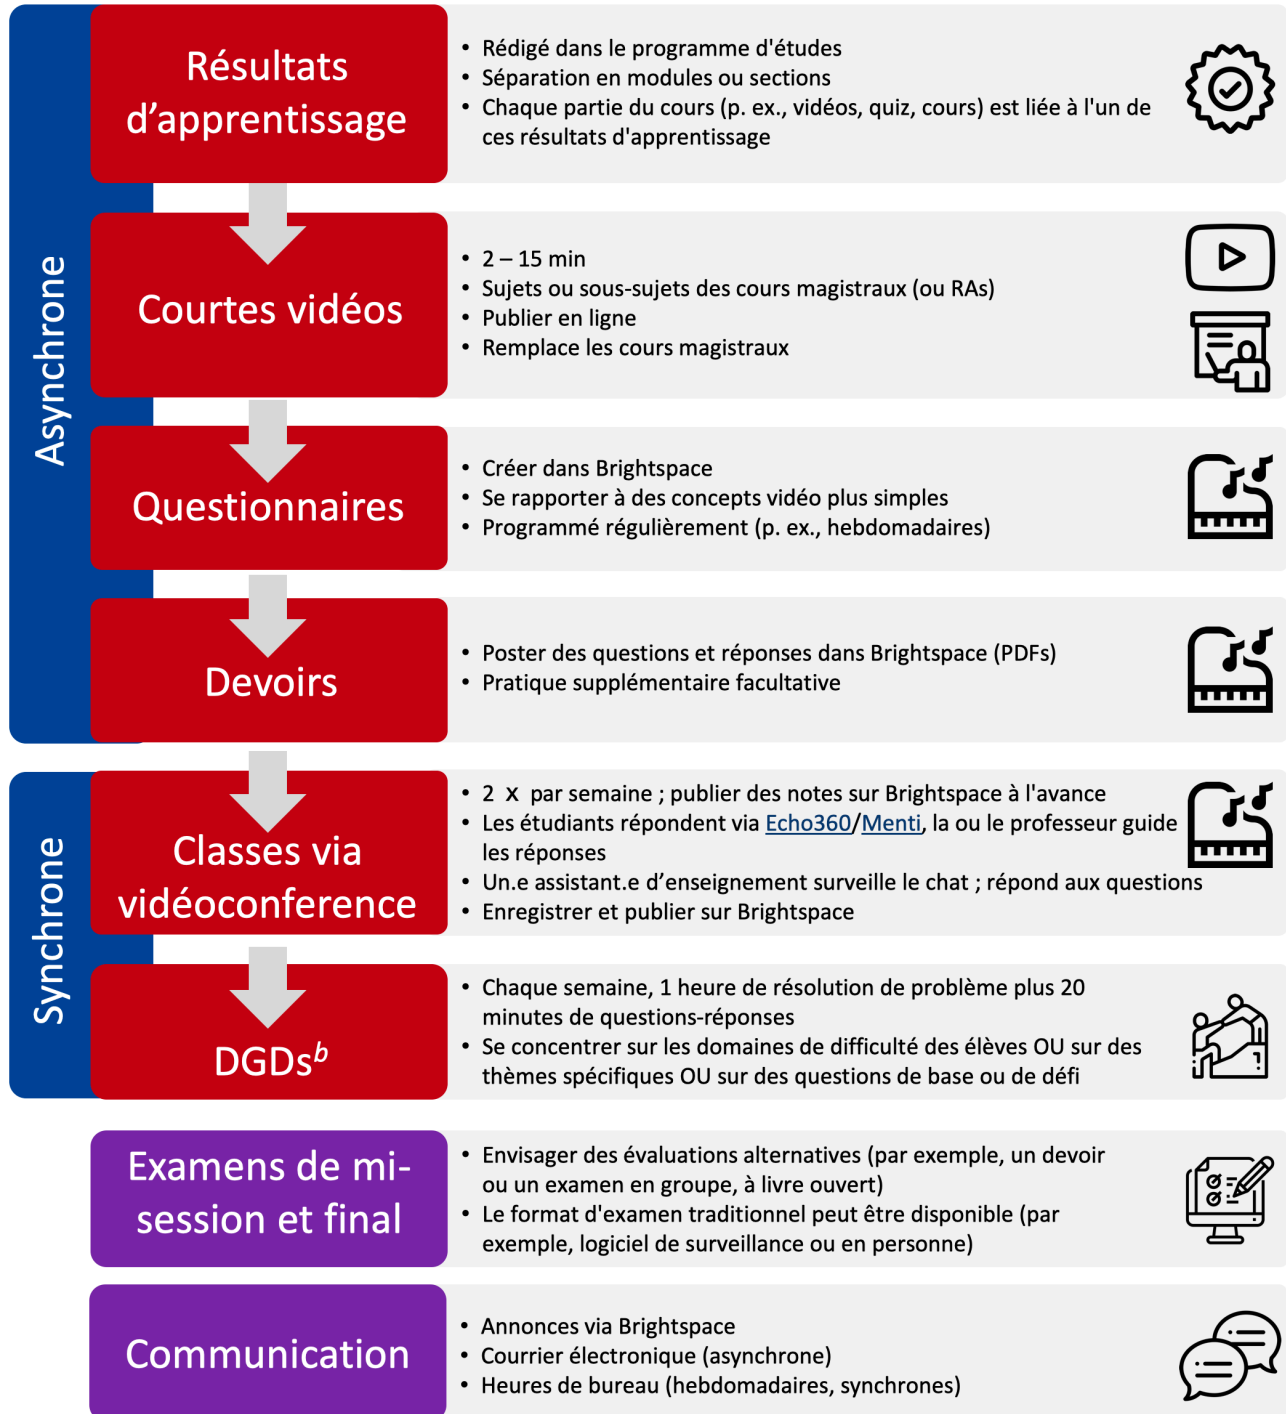 Asynchrone
Résultats
d’apprentissage
• Rédigé dans le programme d'études
• Séparation en modules ou sections
• Chaque partie du cours (p. ex., vidéos, quiz, cours) est liée à l'un de
ces résultats d'apprentissage
Courtes vidéos
• 2 – 15 min
• Sujets ou sous-sujets des cours magistraux (ou RAs)
• Publier en ligne
• Remplace les cours magistraux
Questionnaires
• Créer dans Brightspace
• Se rapporter à des concepts vidéo plus simples
• Programmé régulièrement (p. ex., hebdomadaires)
Devoirs
• Poster des questions et réponses dans Brightspace (PDFs)
• Pratique supplémentaire facultative
Synchrone
Classes via
vidéoconference
• 2 x par semaine ; publier des notes sur Brightspace à l'avance
• Les étudiants répondent via Echo360/Menti, la ou le professeur guide
les réponses
• Un.e assistant.e d’enseignement surveille le chat ; répond aux questions
• Enregistrer et publier sur Brightspace
DGDsᵇ
• Chaque semaine, 1 heure de résolution de problème plus 20
minutes de questions-réponses
• Se concentrer sur les domaines de difficulté des élèves OU sur des
thèmes spécifiques OU sur des questions de base ou de défi
Examens de mi-
session et final
• Envisager des évaluations alternatives (par exemple, un devoir
ou un examen en groupe, à livre ouvert)
• Le format d'examen traditionnel peut être disponible (par
exemple, logiciel de surveillance ou en personne)
Communication
• Annonces via Brightspace
• Courrier électronique (asynchrone)
• Heures de bureau (hebdomadaires, synchrones)